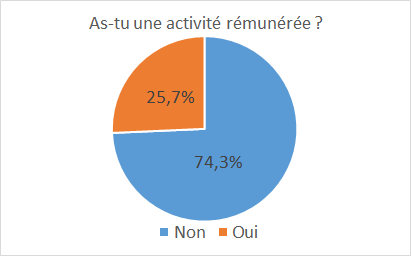 As-tu une activité rémunérée ?
25,7%
74,3%
Non Oui